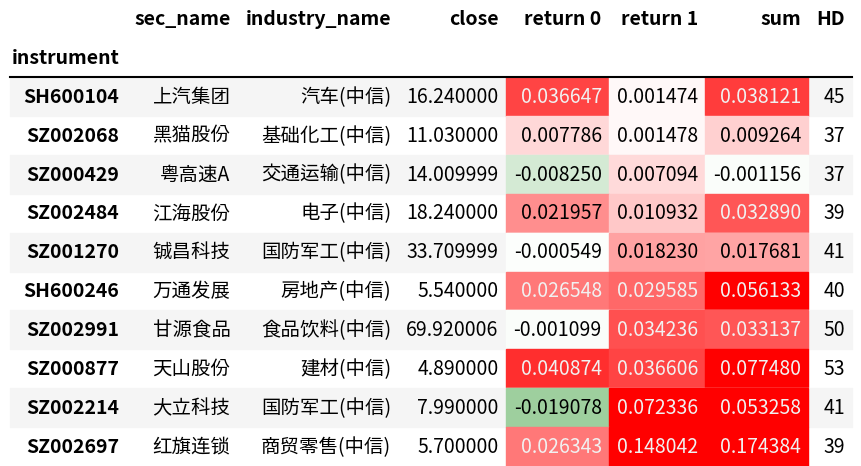 sec_name industry_name close return 0 return 1 sum HD
instrument
SH600104 上汽集团 汽车(中信) 16.240000 0.036647 0.001474 0.038121 45
SZ002068 黑猫股份 基础化工(中信) 11.030000 0.007786 0.001478 0.009264 37
SZ000429 粤高速A 交通运输(中信) 14.009999 -0.008250 0.007094 -0.001156 37
SZ002484 江海股份 电子(中信) 18.240000 0.021957 0.010932 0.032890 39
SZ001270 铖昌科技 国防军工(中信) 33.709999 -0.000549 0.018230 0.017681 41
SH600246 万通发展 房地产(中信) 5.540000 0.026548 0.029585 0.056133 40
SZ002991 甘源食品 食品饮料(中信) 69.920006 -0.001099 0.034236 0.033137 50
SZ000877 天山股份 建材(中信) 4.890000 0.040874 0.036606 0.077480 53
SZ002214 大立科技 国防军工(中信) 7.990000 -0.019078 0.072336 0.053258 41
SZ002697 红旗连锁 商贸零售(中信) 5.700000 0.026343 0.148042 0.174384 39